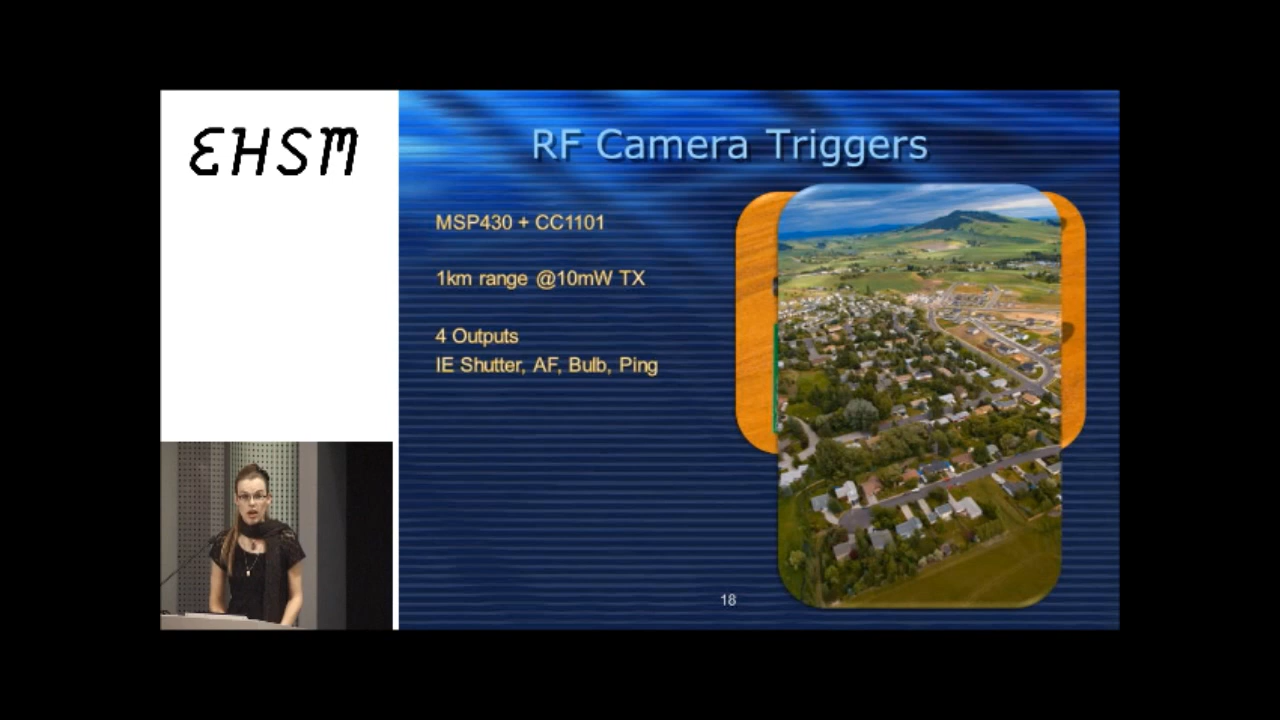 EHSM
RF Camera Triggers
MSP430 + CC1101
1km range @10mW TX
4 Outputs
IE Shutter, AF, Bulb, Ping
18